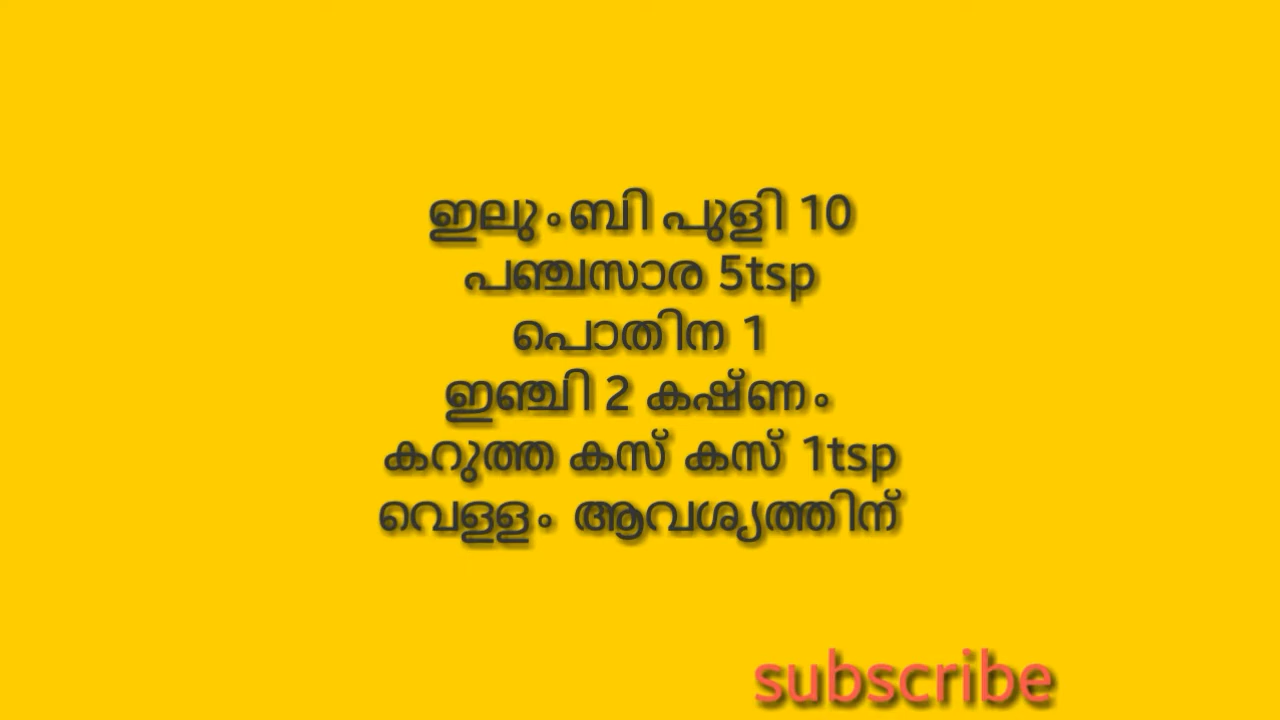 ഇലുംബി പുളി 10
പഞ്ചസാര 5tsp
പൊതിന 1
ഇഞ്ചി 2 കഷ്ണം
കറുത്ത കസ് കസ് 1tsp
വെള്ളം ആവശ്യത്തിന്
subscribe